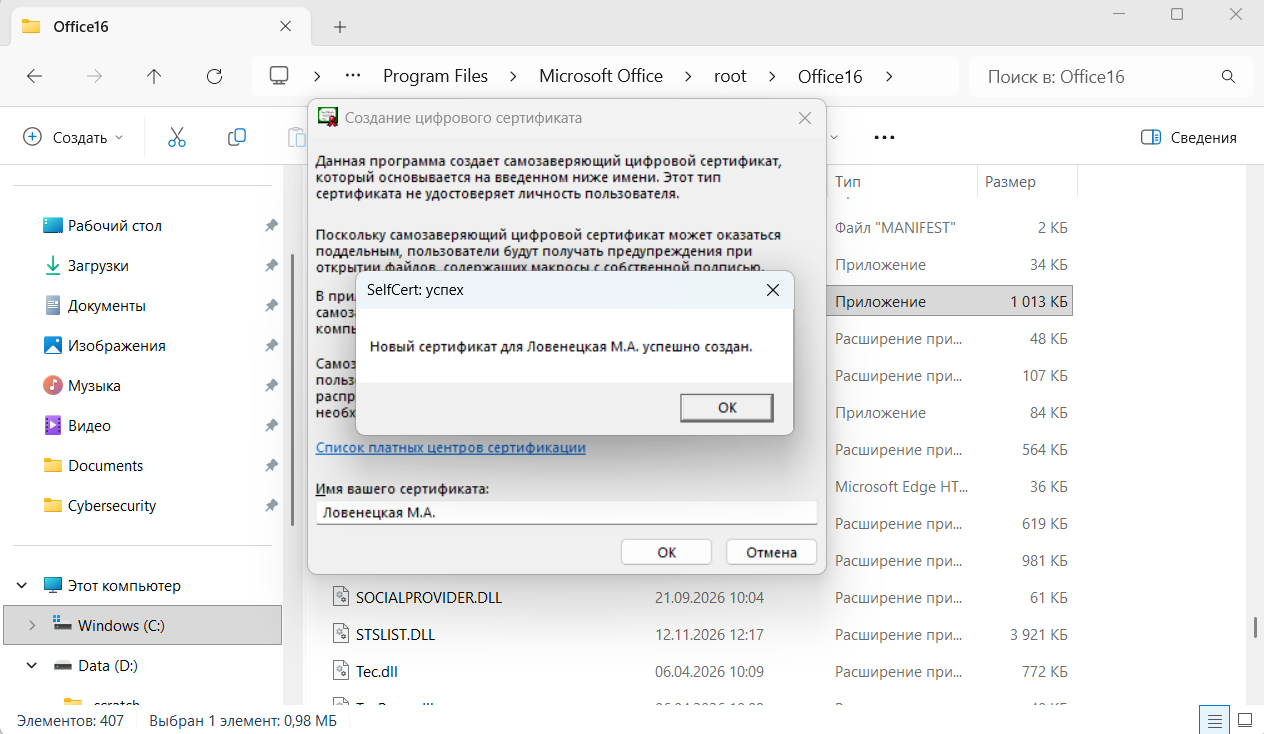 Office16
Program Files
Microsoft Office
root
Office16
Поиск в: Office16
Создать
Сведения
Создание цифрового сертификата
Данная программа создает самозаверяющий цифровой сертификат,
который основывается на введенном ниже имени. Этот тип
сертификата не удостоверяет личность пользователя.
Поскольку самозаверяющий цифровой сертификат может оказаться
поддельным, пользователи будут получать предупреждения при
открытии файлов, содержащих макросы с собственной подписью.
SelfCert: успех
Новый сертификат для Ловенецкая М.А. успешно создан.
ОК
Список платных центров сертификации
Имя вашего сертификата:
Ловенецкая М.А.
ОК
Отмена
Рабочий стол
Загрузки
Документы
Изображения
Музыка
Видео
Documents
Cybersecurity
Этот компьютер
Windows (C:)
Data (D:)
Тип Размер
Файл "MANIFEST" 2 КБ
Приложение 34 КБ
Приложение 1 013 КБ
Расширение при... 48 КБ
Расширение при... 107 КБ
Приложение 84 КБ
Расширение при... 564 КБ
Microsoft Edge HT... 36 КБ
Расширение при... 619 КБ
Расширение при... 981 КБ
SOCIALPROVIDER.DLL 21.09.2026 10:04 Расширение при... 61 КБ
STSLIST.DLL 12.11.2026 12:17 Расширение при... 3 921 КБ
Tec.dll 06.04.2026 10:09 Расширение при... 772 КБ
Элементов: 407
Выбран 1 элемент: 0,98 МБ